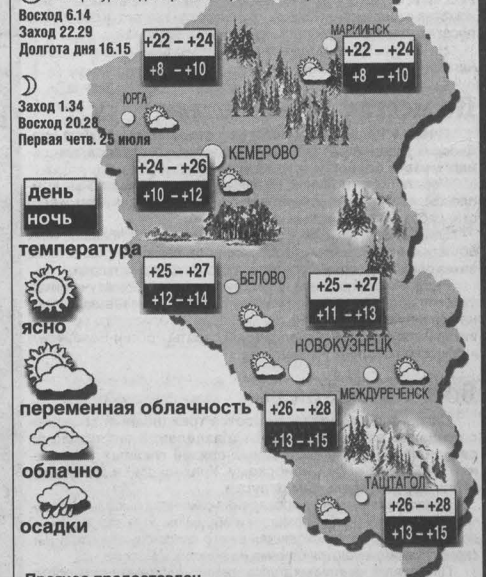 Восход 6.14
Заход 22.29
Долгота дня 16.15
Заход 1.34
Восход 20.28
Первая четв. 25 июля
день
ночь
температура
ясно
переменная облачность
облачно
осадки
+22 – +24
+8 – +10
МАРИИНСК
+22 – +24
+8 – +10
ЮРГА
КЕМЕРОВО
+24 – +26
+10 – +12
+25 – +27
+12 – +14
БЕЛОВО
+25 – +27
+11 – +13
НОВОКУЗНЕЦК
МЕЖДУРЕЧЕНСК
+26 – +28
+13 – +15
ТАШТАГОЛ
+26 – +28
+13 – +15